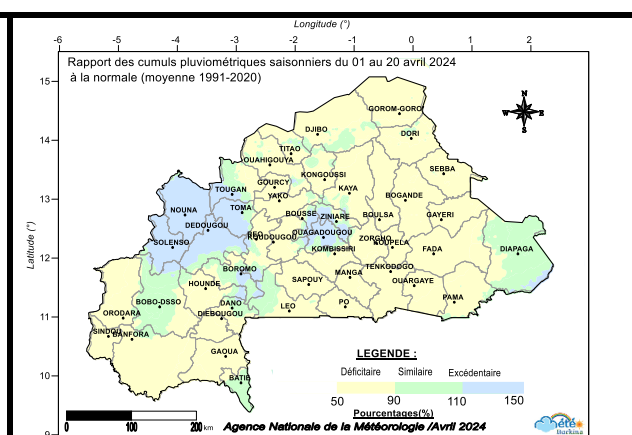 Longitude (°)
-6 -5 -4 -3 -2 -1 0 1 2
Rapport des cumuls pluviométriques saisonniers du 01 au 20 avril 2024
à la normale (moyenne 1991-2020)
15
GOROM-GORO
N
W E
S
14
DJIBO
DORI
TITAO
OUAHIGOUYA
SEBBA
KONGOUSSI
GOURCY
TOUGAN
KAYA
13
YAKO
BOGANDE
NOUNA
TOMA
BOUSSE
ZINIARE
BOULSA
GAYERI
DEDOUGOU
OUAGADOUGOU
REO
KOUDOUGOU
ZORGHO
KOUPELA
SOLENSO
KOMBISSIRI
FADA
DIAPAGA
12
Latitude (°)
BOROMO
TENKODOGO
MANGA
HOUNDE
SAPOUY
OUARGAYE
BOBO-DSSO
DANO
LEO
PO
PAMA
11
ORODARA
DIEBOUGOU
SINDOU
BANFORA
GAOUA
LEGENDE :
Déficitaire Similaire Excédentaire
10
BATIE
50 90 110 150
Pourcentages(%)
0 100 200 km
Agence Nationale de la Météorologie /Avril 2024
météo
Burkina
9